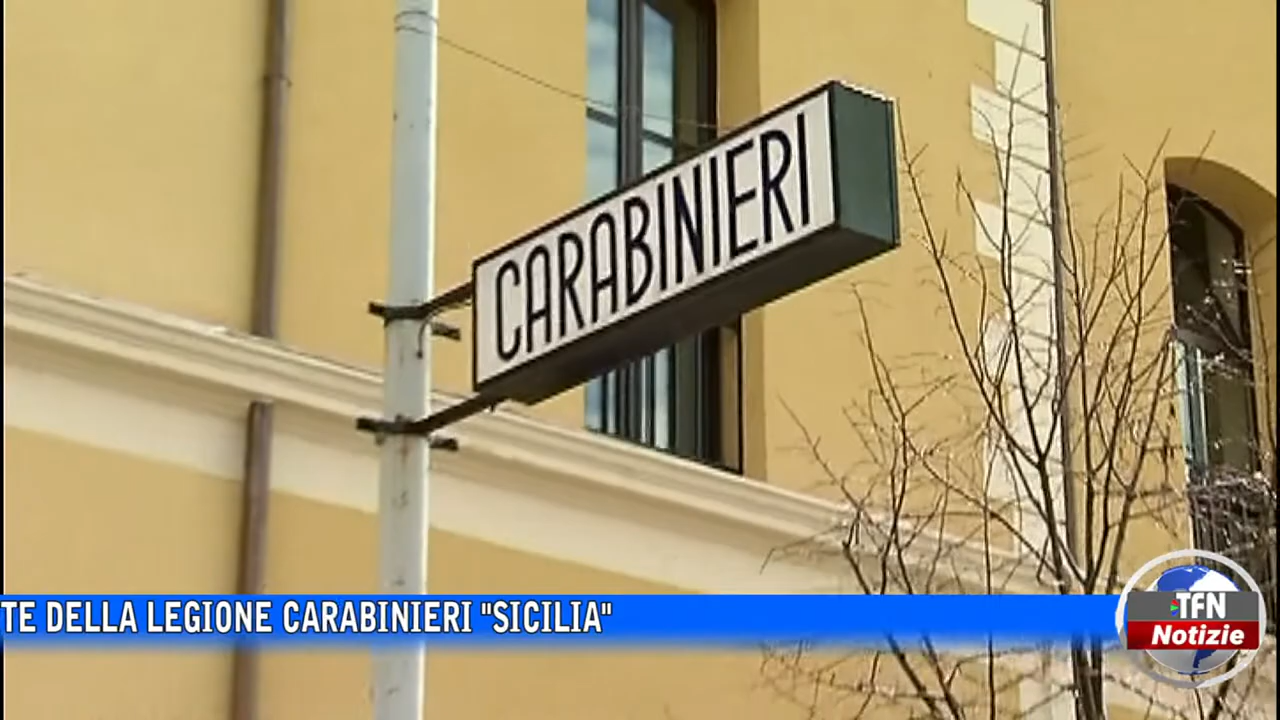 CARABINIERI
TE DELLA LEGIONE CARABINIERI "SICILIA"
TFN
Notizie